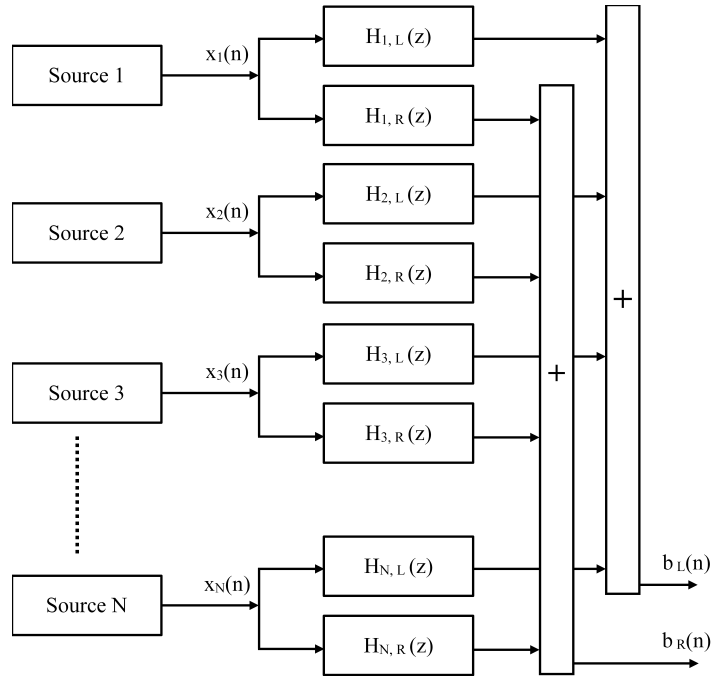 Source 1
x1(n)
H1, L(z)
H1, R(z)
Source 2
x2(n)
H2, L(z)
H2, R(z)
+
Source 3
x3(n)
H3, L(z)
+
H3, R(z)
Source N
xN(n)
HN, L(z)
HN, R(z)
b L(n)
b R(n)